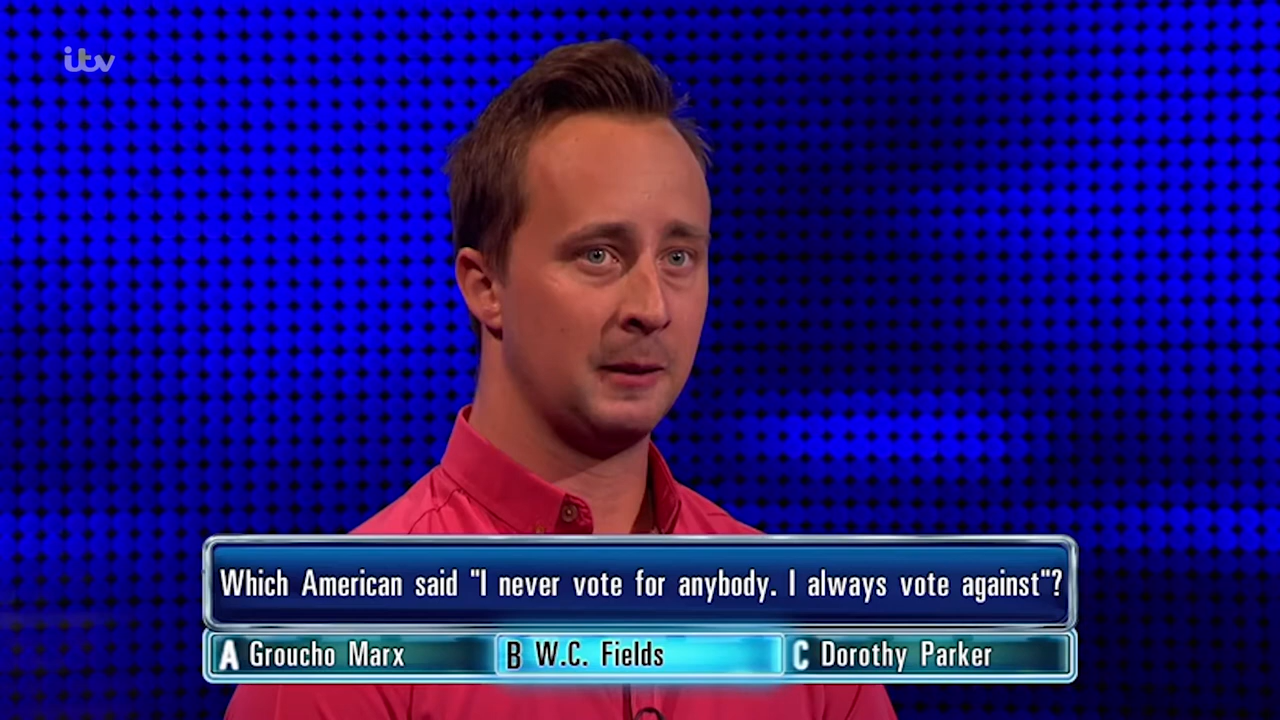 itv
Which American said "I never vote for anybody. I always vote against"?
A Groucho Marx
B W.C. Fields
C Dorothy Parker